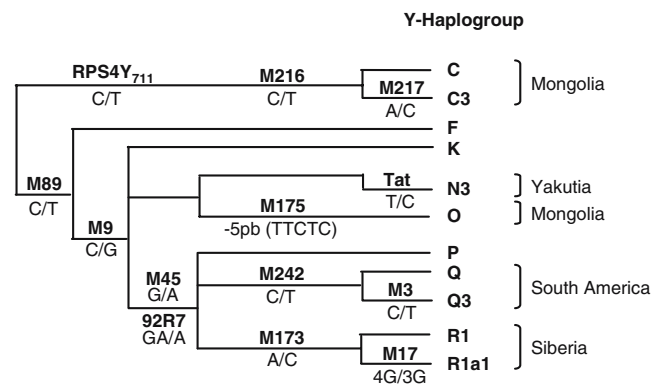 Y-Haplogroup
RPS4Y711 M216 C
C/T C/T M217 C3 Mongolia
A/C
F
K
M89
C/T
Tat N3 Yakutia
T/C
M175 O Mongolia
-5pb (TTCTC)
M9
C/G
P
M45 M242 Q
G/A C/T M3 Q3 South America
92R7 C/T
GA/A
M173 R1
A/C M17 R1a1 Siberia
4G/3G